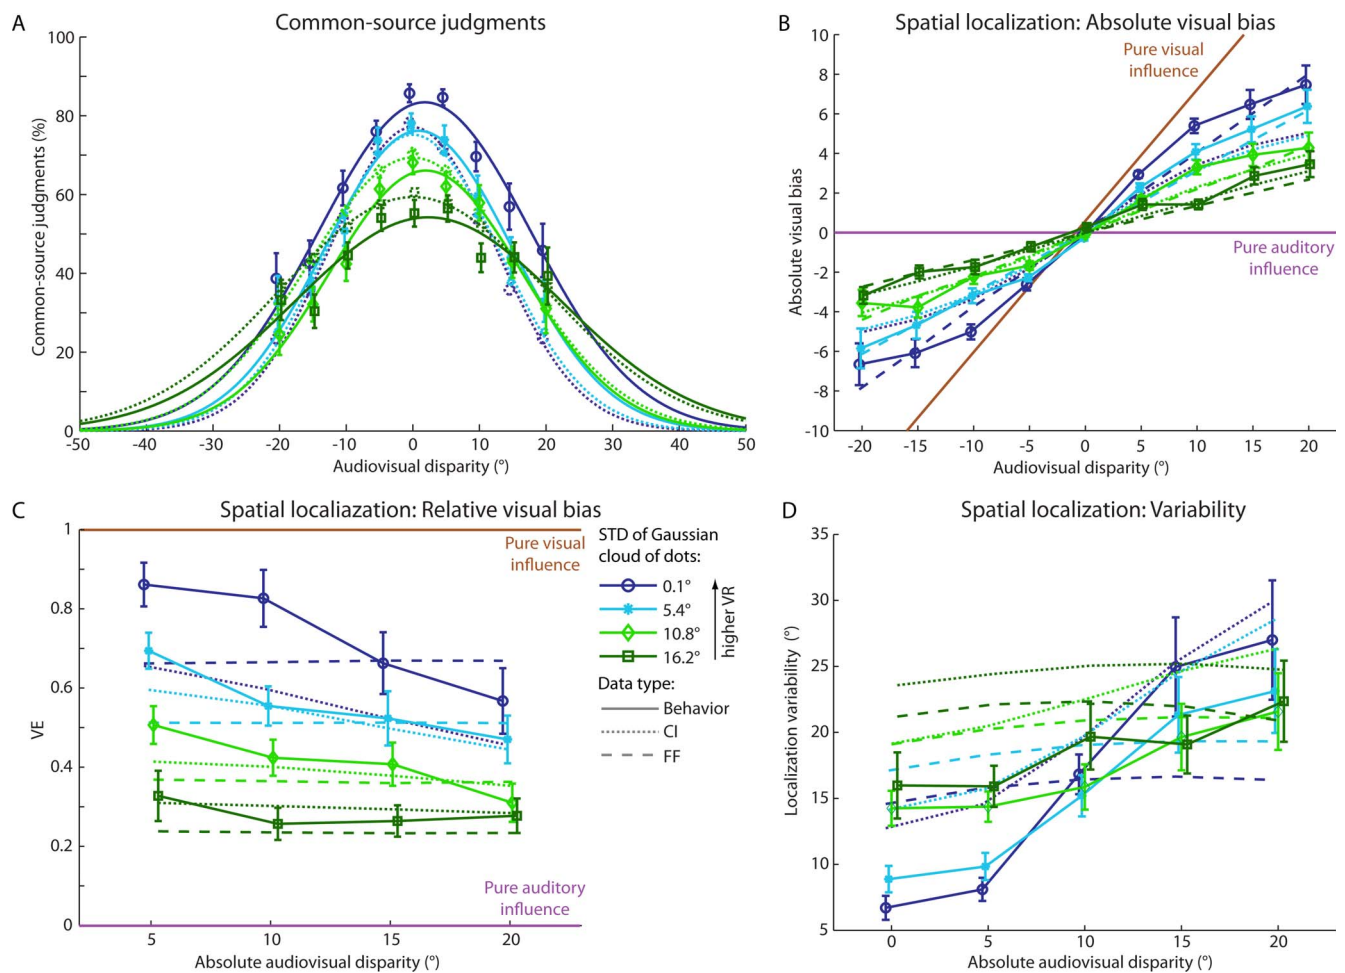 A
Common-source judgments
100
80
60
40
20
0
Common-source judgments (%)
-50
-40
-30
-20
-10
0
10
20
30
40
50
Audiovisual disparity (°)
B
Spatial localization: Absolute visual bias
10
8
6
4
2
0
-2
-4
-6
-8
-10
Absolute visual bias
Pure visual
influence
Pure auditory
influence
-20
-15
-10
-5
0
5
10
15
20
Audiovisual disparity (°)
C
Spatial localiazation: Relative visual bias
1
0.8
0.6
0.4
0.2
0
VE
Pure visual
influence
Pure auditory
influence
5
10
15
20
Absolute audiovisual disparity (°)
STD of Gaussian
cloud of dots:
0.1°
5.4°
10.8°
16.2°
higher VR
Data type:
Behavior
CI
FF
D
Spatial localization: Variability
35
30
25
20
15
10
5
Localization variability (°)
0
5
10
15
20
Absolute audiovisual disparity (°)